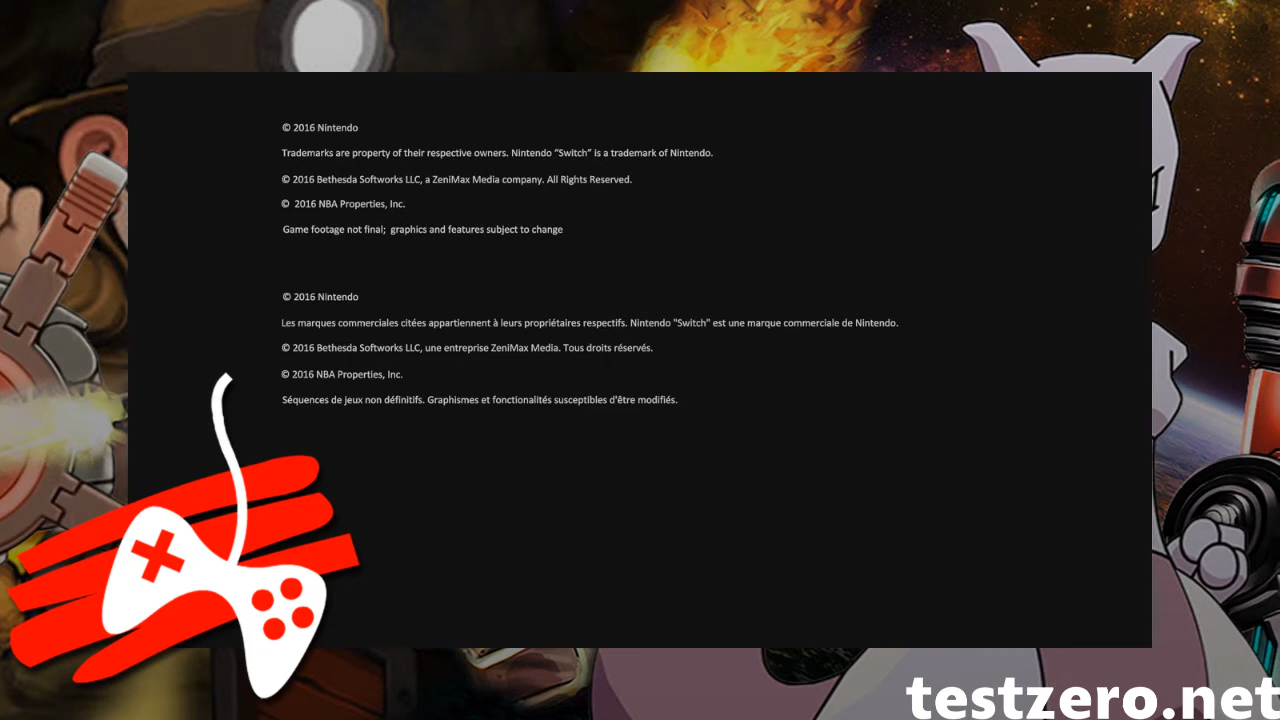 © 2016 Nintendo
Trademarks are property of their respective owners. Nintendo “Switch” is a trademark of Nintendo.
© 2016 Bethesda Softworks LLC, a ZeniMax Media company. All Rights Reserved.
© 2016 NBA Properties, Inc.
Game footage not final; graphics and features subject to change
© 2016 Nintendo
Les marques commerciales citées appartiennent à leurs propriétaires respectifs. Nintendo "Switch" est une marque commerciale de Nintendo.
© 2016 Bethesda Softworks LLC, une entreprise ZeniMax Media. Tous droits réservés.
© 2016 NBA Properties, Inc.
Séquences de jeux non définitifs. Graphismes et fonctionalités susceptibles d'être modifiés.
testzero.net